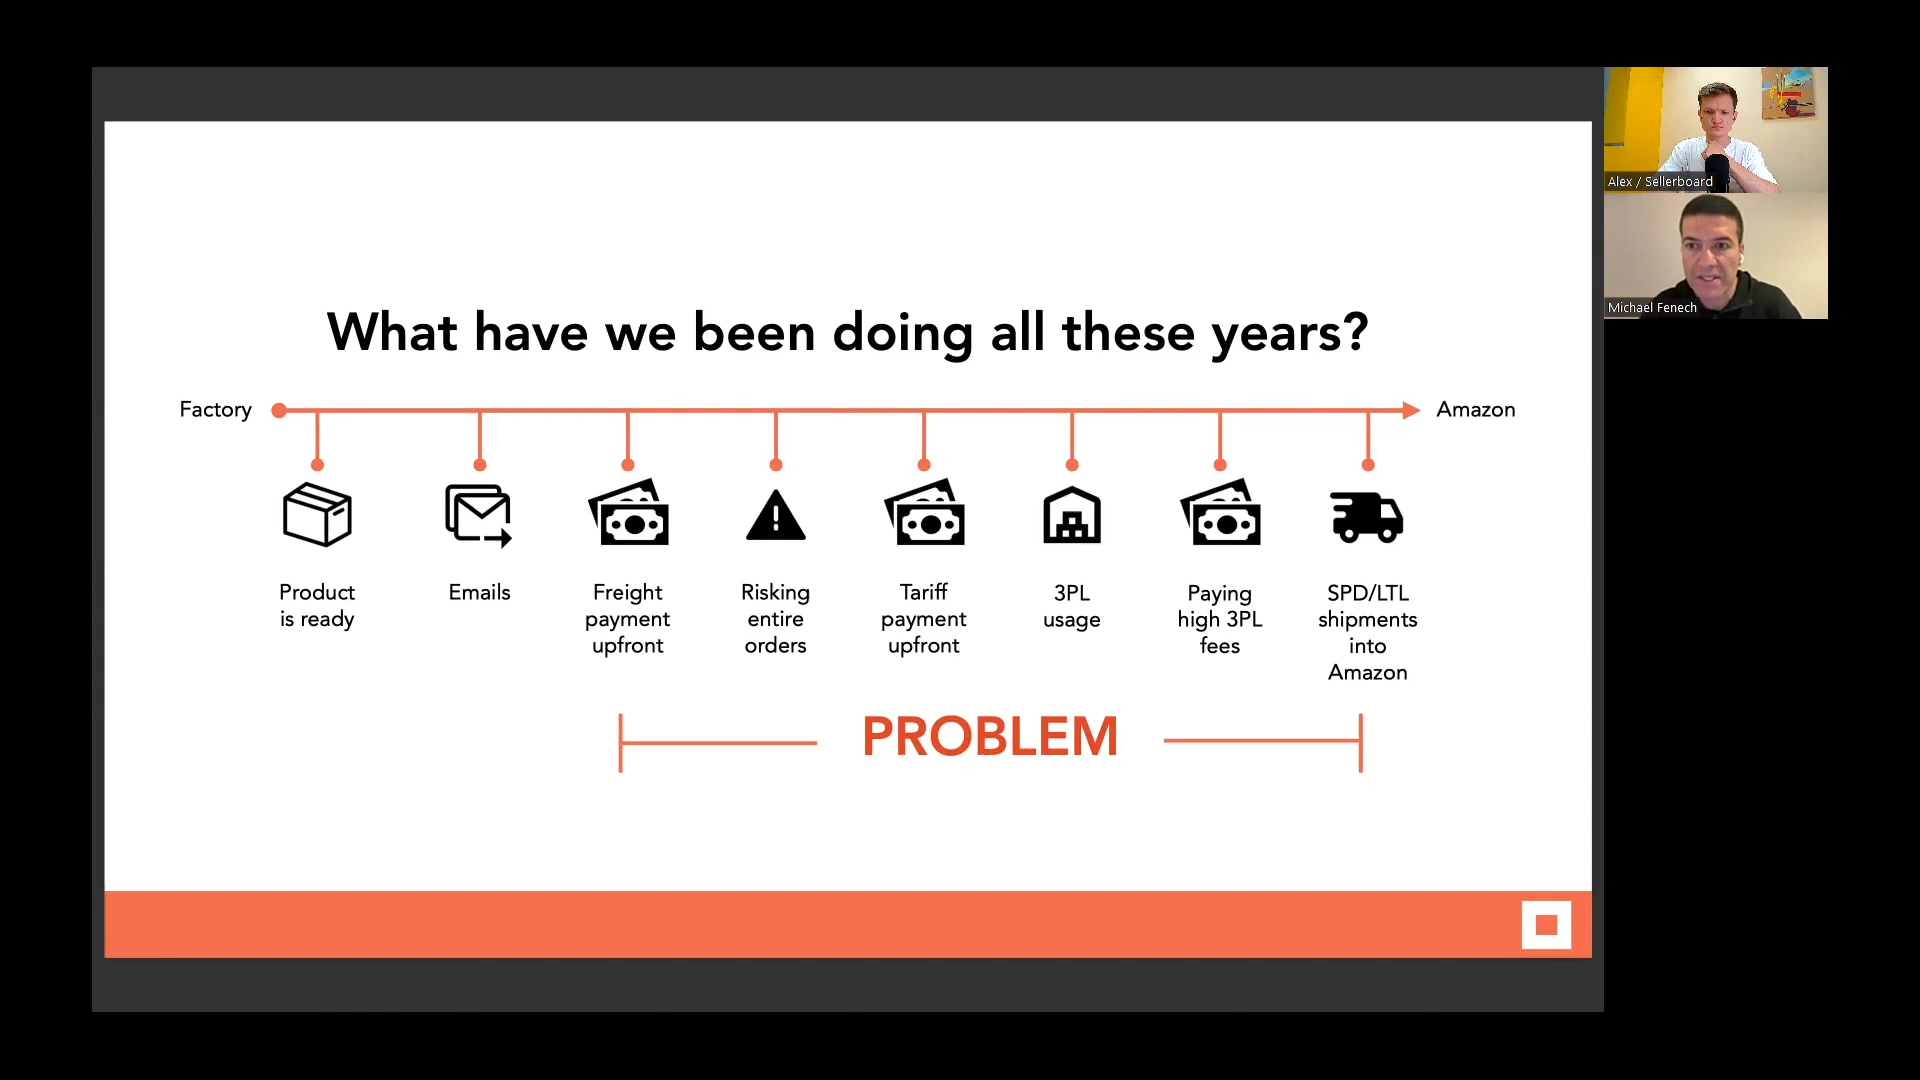 What have we been doing all these years?
Factory
Amazon
Product
is ready
Emails
Freight
payment
upfront
Risking
entire
orders
Tariff
payment
upfront
3PL
usage
Paying
high 3PL
fees
SPD/LTL
shipments
into
Amazon
PROBLEM
Alex / Sellerboard
Michael Fenech